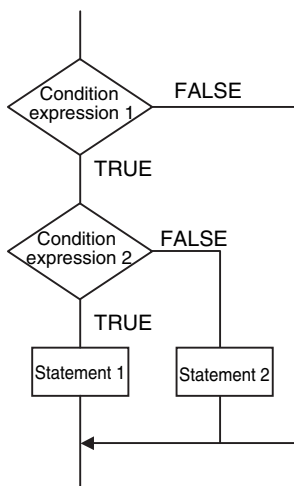 Condition
expression 1
FALSE
TRUE
Condition
expression 2
FALSE
TRUE
Statement 1
Statement 2